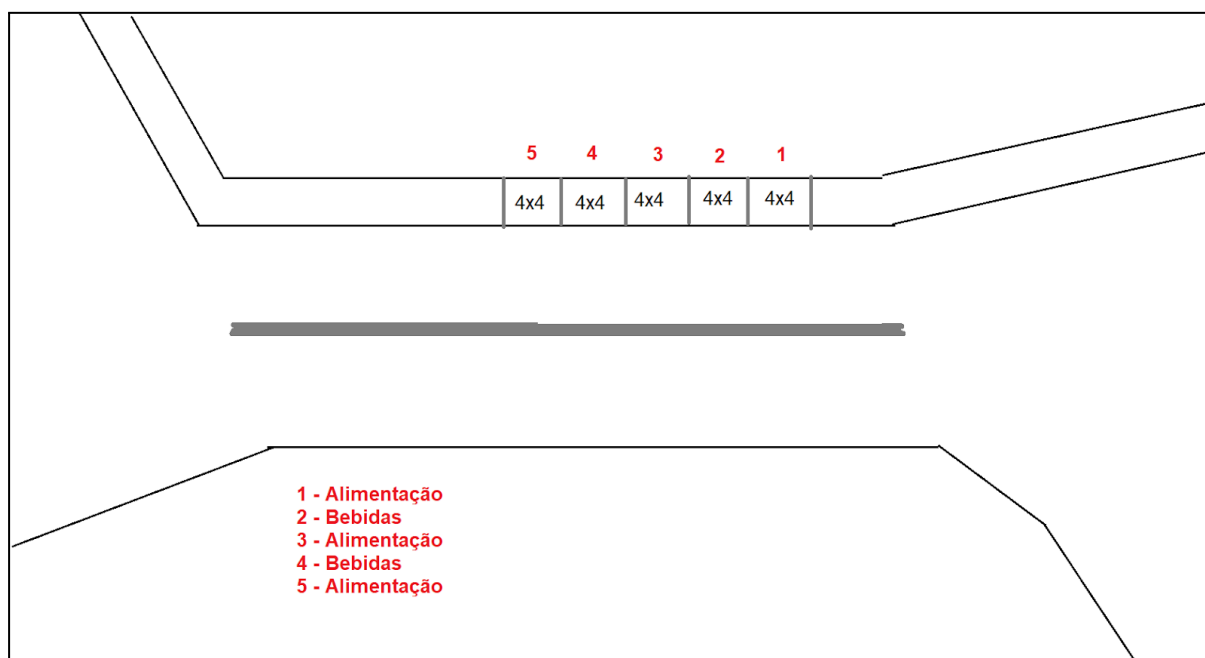 5 4 3 2 1
4x4 4x4 4x4 4x4 4x4
1 - Alimentação
2 - Bebidas
3 - Alimentação
4 - Bebidas
5 - Alimentação